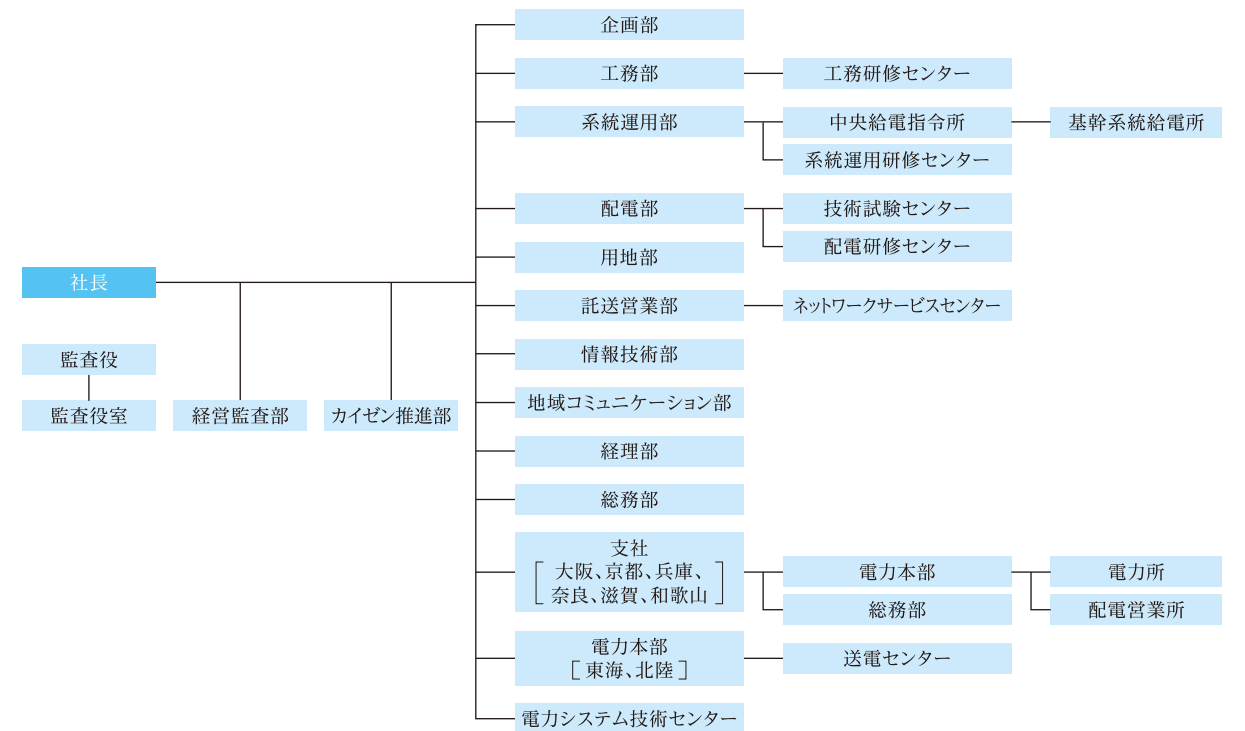 企画部
工務部
工務研修センター
系統運用部
中央給電指令所
基幹系統給電所
系統運用研修センター
配電部
技術試験センター
配電研修センター
用地部
社長
託送営業部
ネットワークサービスセンター
監査役
情報技術部
監査役室
経営監査部
カイゼン推進部
地域コミュニケーション部
経理部
総務部
支社
[ 大阪、京都、兵庫、
奈良、滋賀、和歌山 ]
電力本部
電力所
総務部
配電営業所
電力本部
[ 東海、北陸 ]
送電センター
電力システム技術センター